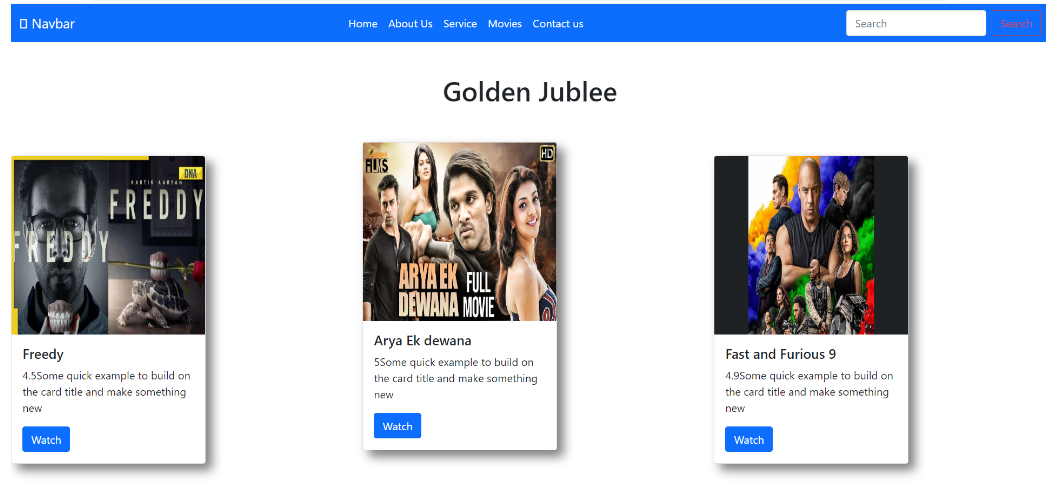 Navbar
Home About Us Service Movies Contact us
Search Search
Golden Jublee
DNA
KARTIK AARYAN
FREDDY
FREDDY
Freedy
4.5Some quick example to build on
the card title and make something
new
Watch
FILMS
HD
ARYA EK
DEWANA
FULL
MOVIE
Arya Ek dewana
5Some quick example to build on
the card title and make something
new
Watch
Fast and Furious 9
4.9Some quick example to build on
the card title and make something
new
Watch